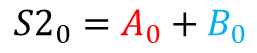 S2₀ = A₀ + B₀